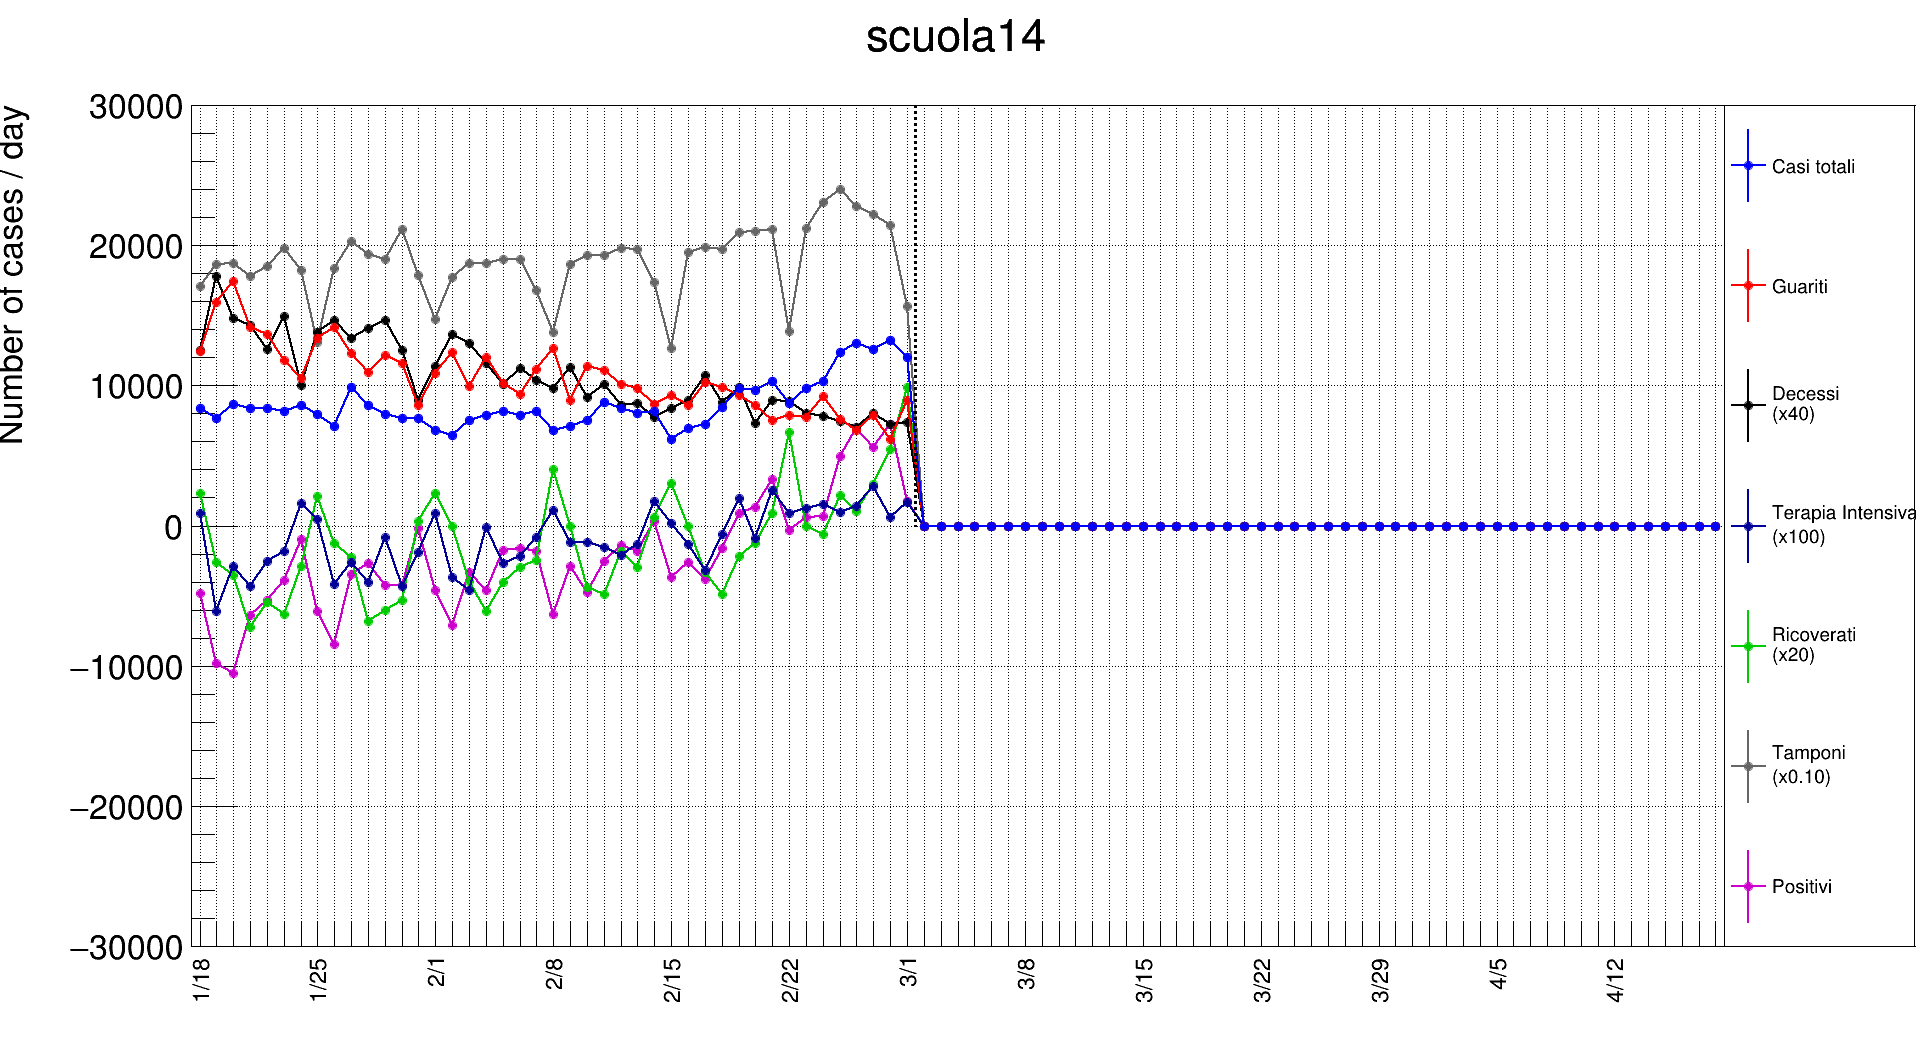 scuola14
Number of cases / day
30000
20000
10000
0
−10000
−20000
−30000
1/18
1/25
2/1
2/8
2/15
2/22
3/1
3/8
3/15
3/22
3/29
4/5
4/12
Casi totali
Guariti
Decessi
(x40)
Terapia Intensiva
(x100)
Ricoverati
(x20)
Tamponi
(x0.10)
Positivi